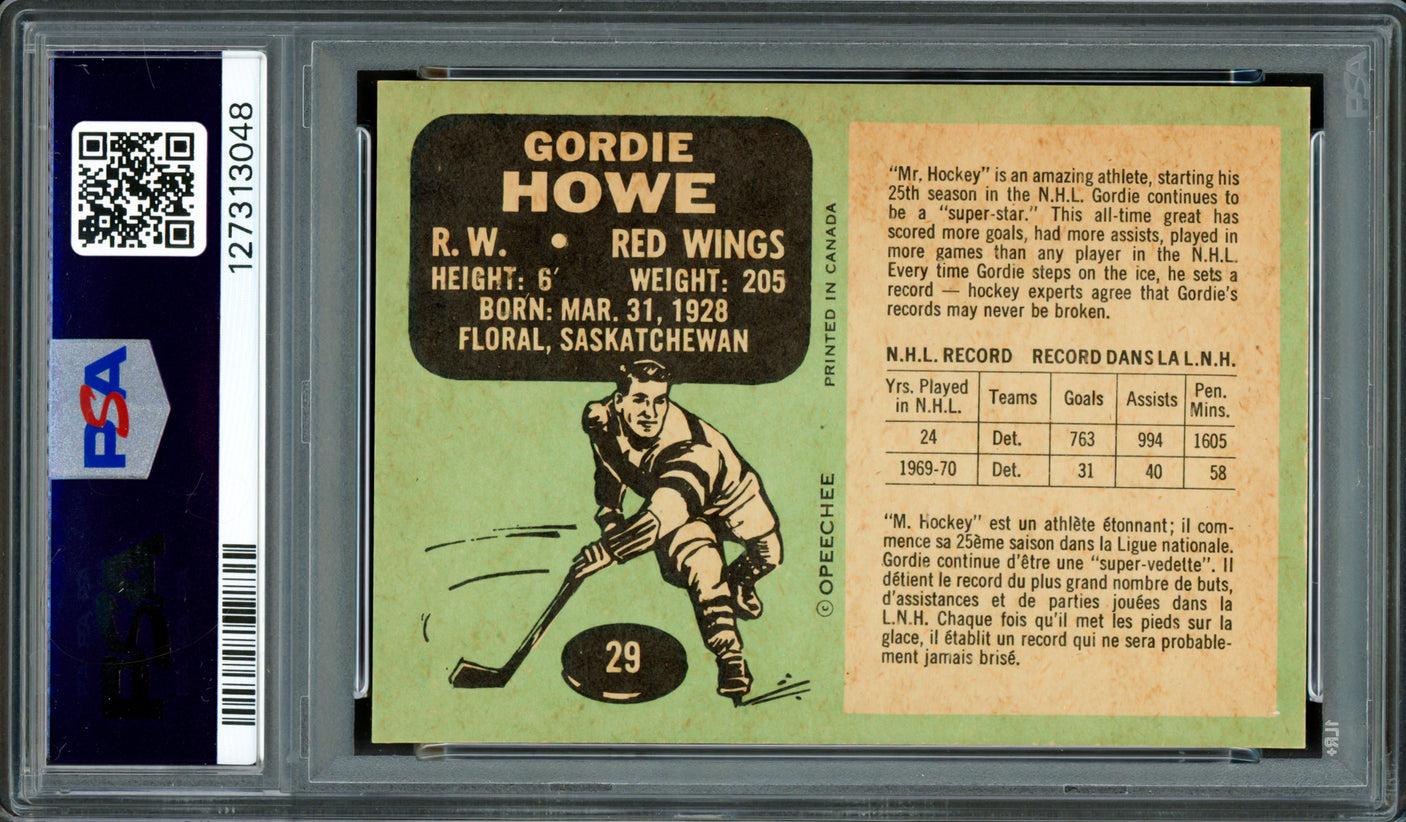 127313048
PSA
PSA
GORDIE
HOWE
R. W. • RED WINGS
HEIGHT: 6′ WEIGHT: 205
BORN: MAR. 31, 1928
FLORAL, SASKATCHEWAN
29
© OPEECHEE PRINTED IN CANADA
"Mr. Hockey" is an amazing athlete, starting his
25th season in the N.H.L. Gordie continues to
be a "super-star." This all-time great has
scored more goals, had more assists, played in
more games than any player in the N.H.L.
Every time Gordie steps on the ice, he sets a
record — hockey experts agree that Gordie's
records may never be broken.
N.H.L. RECORD RECORD DANS LA L.N.H.
Yrs. Played in N.H.L. Teams Goals Assists Pen. Mins.
24 Det. 763 994 1605
1969-70 Det. 31 40 58
"M. Hockey" est un athlète étonnant; il com-
mence sa 25ème saison dans la Ligue nationale.
Gordie continue d'être une "super-vedette". Il
détient le record du plus grand nombre de buts,
d'assistances et de parties jouées dans la
L.N.H. Chaque fois qu'il met les pieds sur la
glace, il établit un record qui ne sera probable-
ment jamais brisé.
PSA
1LR+